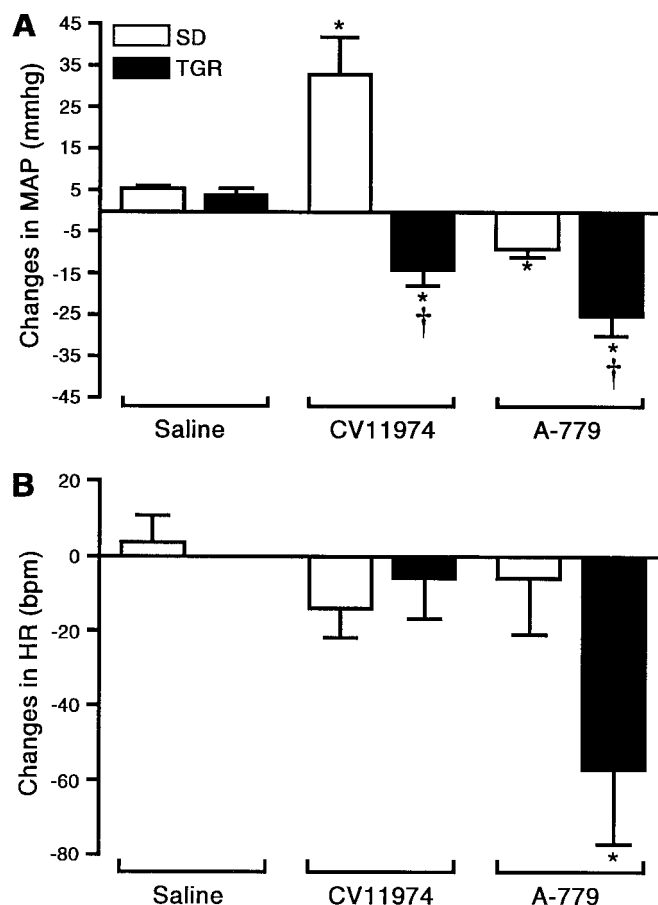 A
SD
TGR
Changes in MAP (mmhg)
45
35
25
15
5
-5
-15
-25
-35
-45
*
*
†
*
*
†
Saline
CV11974
A-779
B
Changes in HR (bpm)
20
0
-20
-40
-60
-80
*
Saline
CV11974
A-779